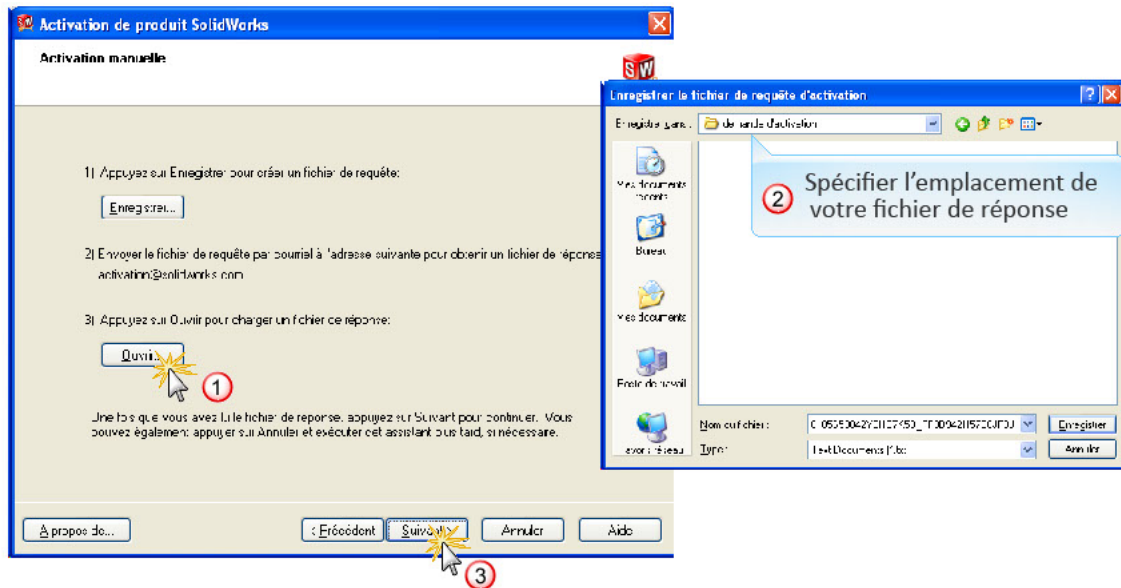 Activation de produit SolidWorks
Activation manuelle
SW
1) Appuyez sur Enregistrer pour créer un fichier de requête:
Enregistrer...
2) Envoyer le fichier de requête par courriel à l'adresse suivante pour obtenir un fichier de réponse
activation@solidworks.com
3) Appuyez sur Ouvrir pour charger un fichier de réponse:
Ouvrir...
1
Une fois que vous avez lu le fichier de réponse, appuyez sur Suivant pour continuer. Vous
pouvez également appuyer sur Annuler et exécuter cet assistant plus tard, si nécessaire.
A propos de...
< Précédent
Suivant
Annuler
Aide
3
Enregistrer le fichier de requête d'activation
Enregistrer dans :
demande d'activation
2 Spécifier l'emplacement de
votre fichier de réponse
Mes documents
récents
Bureau
Mes documents
Poste de travail
Favoris réseau
Nom du fichier :
Enregistrer
Type :
Text Documents (*.txt
Annuler